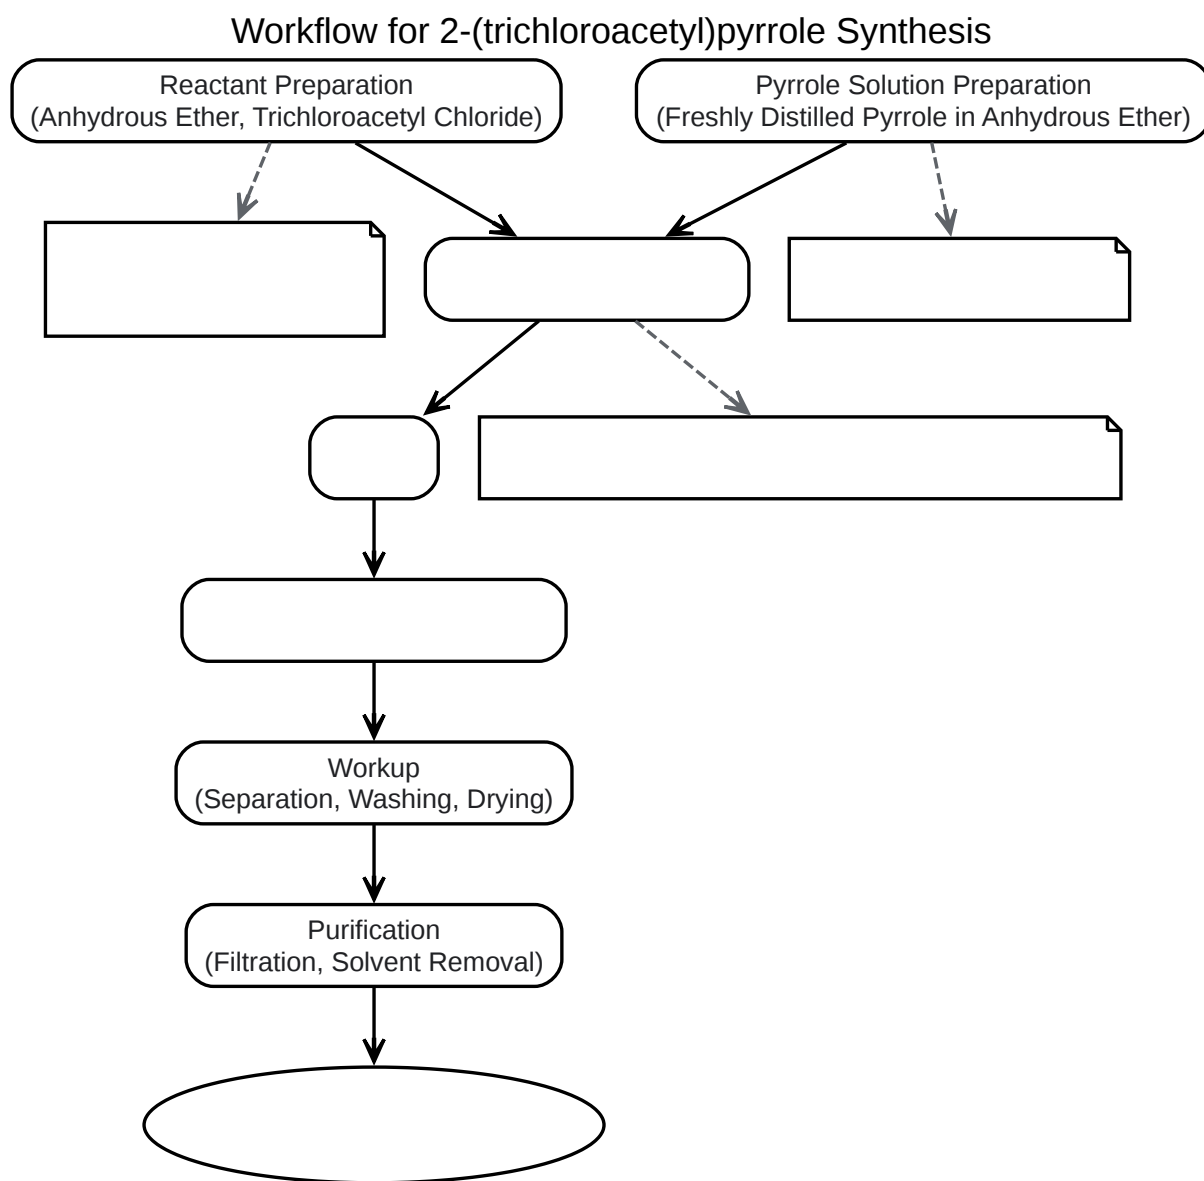 Workflow for 2-(trichloroacetyl)pyrrole Synthesis
Reactant Preparation
(Anhydrous Ether, Trichloroacetyl Chloride)
Pyrrole Solution Preparation
(Freshly Distilled Pyrrole in Anhydrous Ether)
Workup
(Separation, Washing, Drying)
Purification
(Filtration, Solvent Removal)